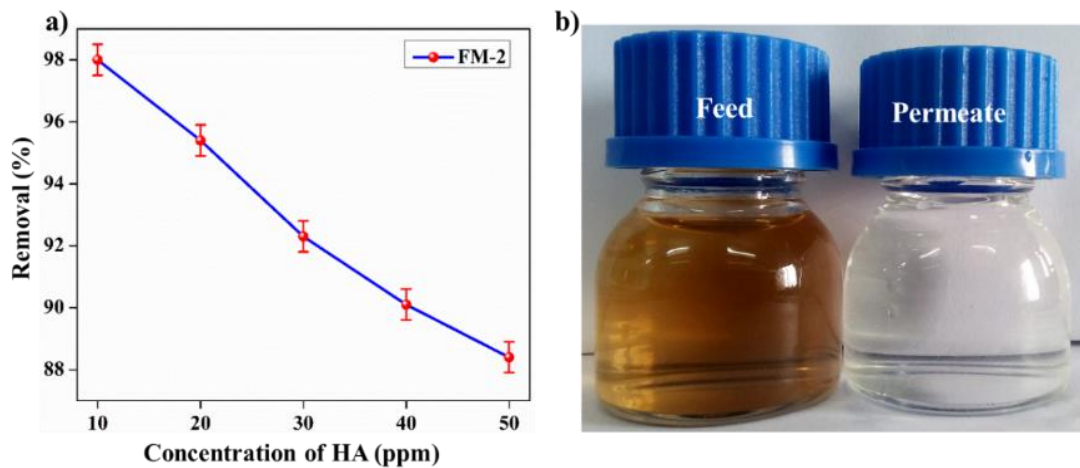 a)
FM-2
98
96
94
92
90
88
Removal (%)
10 20 30 40 50
Concentration of HA (ppm)
b)
Feed
Permeate